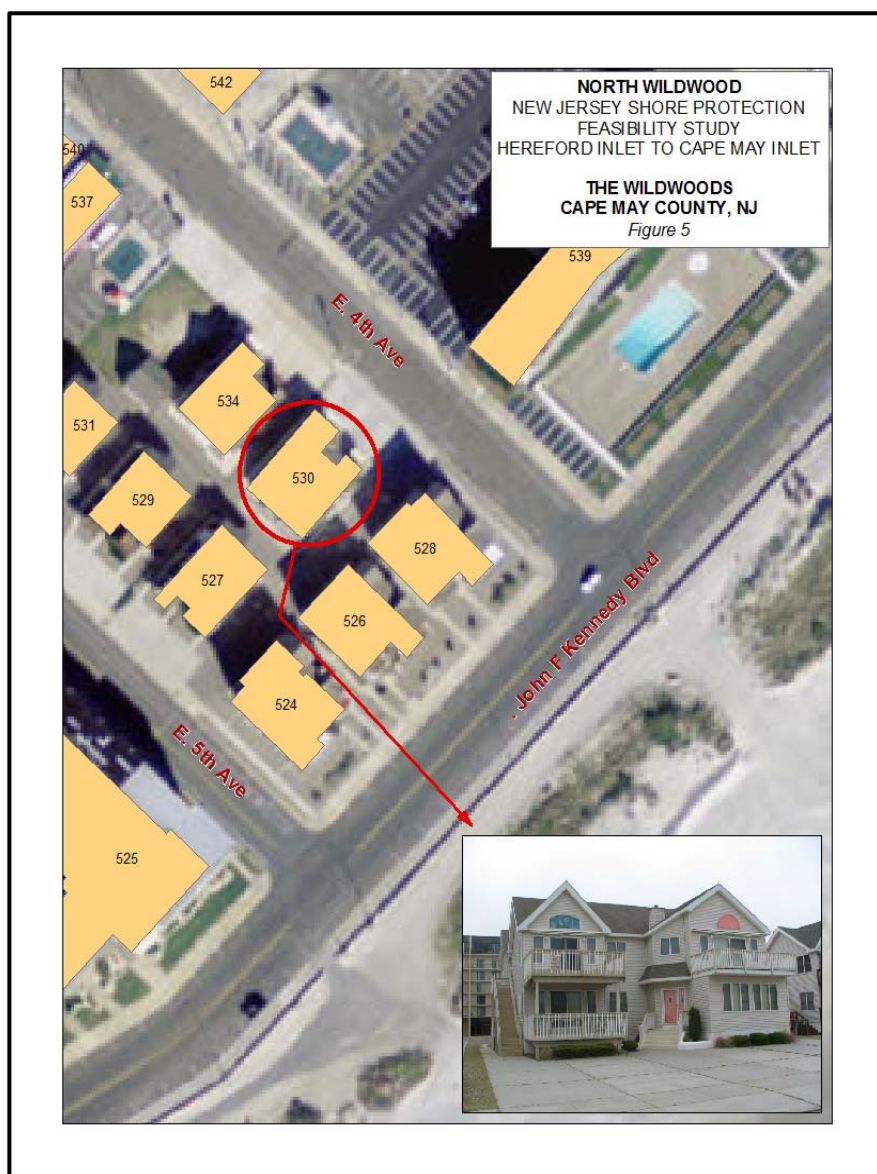 NORTH WILDWOOD
NEW JERSEY SHORE PROTECTION
FEASIBILITY STUDY
HEREFORD INLET TO CAPE MAY INLET
THE WILDWOODS
CAPE MAY COUNTY, NJ
Figure 5
542
540
537
539
E. 4th Ave
534
531
530
529
528
527
526
John F Kennedy Blvd
524
E. 5th Ave
525